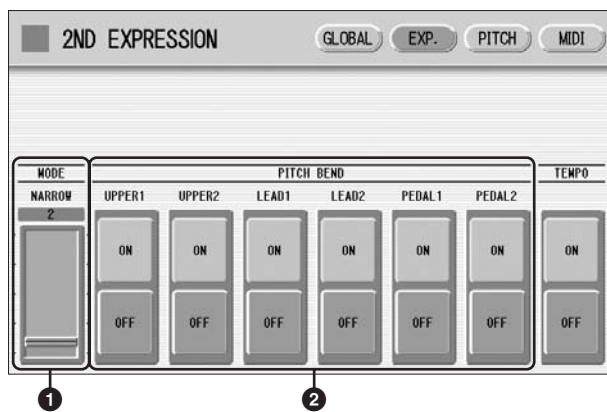 2ND EXPRESSION GLOBAL EXP. PITCH MIDI
MODE PITCH BEND TEMPO
NARROW UPPER1 UPPER2 LEAD1 LEAD2 PEDAL1 PEDAL2
2
ON ON ON ON ON ON ON
OFF OFF OFF OFF OFF OFF OFF
1 2